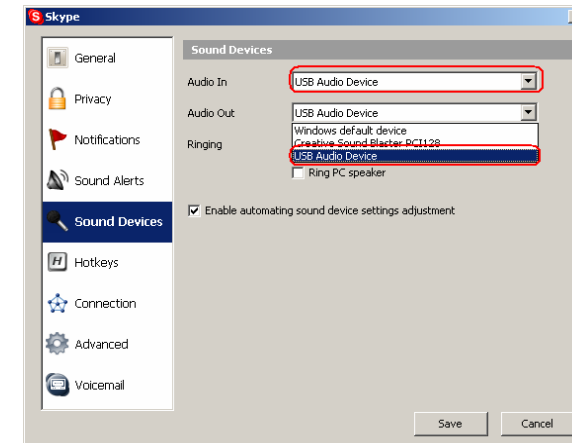 S Skype
General
Privacy
Notifications
Sound Alerts
Sound Devices
H Hotkeys
Connection
Advanced
Voicemail
Sound Devices
Audio In USB Audio Device
Audio Out USB Audio Device
Windows default device
Ringing Creative Sound Blaster PCI128
USB Audio Device
Ring PC speaker
Enable automating sound device settings adjustment
Save Cancel